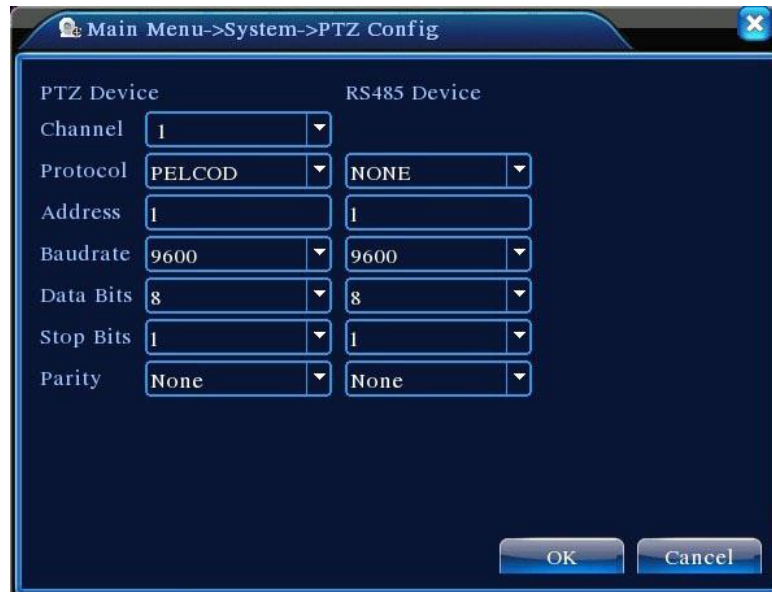 Main Menu->System->PTZ Config
PTZ Device RS485 Device
Channel 1
Protocol PELCOD NONE
Address 1 1
Baudrate 9600 9600
Data Bits 8 8
Stop Bits 1 1
Parity None None
OK Cancel